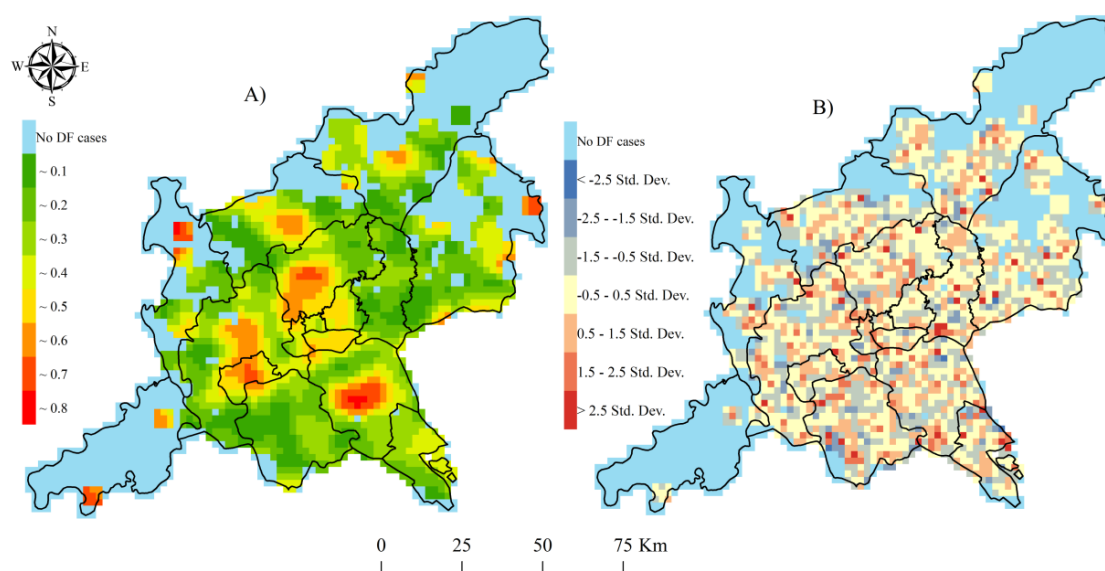 N
W E
S
A)
No DF cases
~ 0.1
~ 0.2
~ 0.3
~ 0.4
~ 0.5
~ 0.6
~ 0.7
~ 0.8
B)
No DF cases
< -2.5 Std. Dev.
-2.5 - -1.5 Std. Dev.
-1.5 - -0.5 Std. Dev.
-0.5 - 0.5 Std. Dev.
0.5 - 1.5 Std. Dev.
1.5 - 2.5 Std. Dev.
> 2.5 Std. Dev.
0 25 50 75 Km